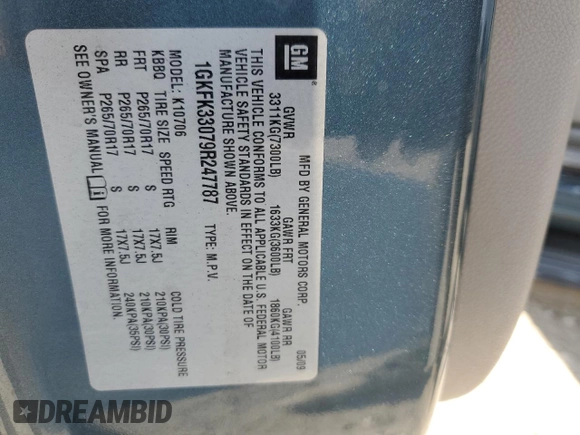 GM
MFD BY GENERAL MOTORS CORP. 05/09
GVWR GAWR FRT GAWR RR
3311KG(7300LB) 1633KG(3600LB) 1860KG(4100LB)
THIS VEHICLE CONFORMS TO ALL APPLICABLE U.S. FEDERAL MOTOR
VEHICLE SAFETY STANDARDS IN EFFECT ON THE DATE OF
MANUFACTURE SHOWN ABOVE.
1GKFK33079R247787 TYPE: M.P.V.
MODEL: K10706
KBBQ TIRE SIZE SPEED RTG RIM COLD TIRE PRESSURE
FRT P265/70R17 S 17X7.5J 210KPA(30PSI)
RR P265/70R17 S 17X7.5J 210KPA(30PSI)
SPA P265/70R17 S 17X7.5J 240KPA(35PSI)
SEE OWNER'S MANUAL i FOR MORE INFORMATION.
DREAMBID